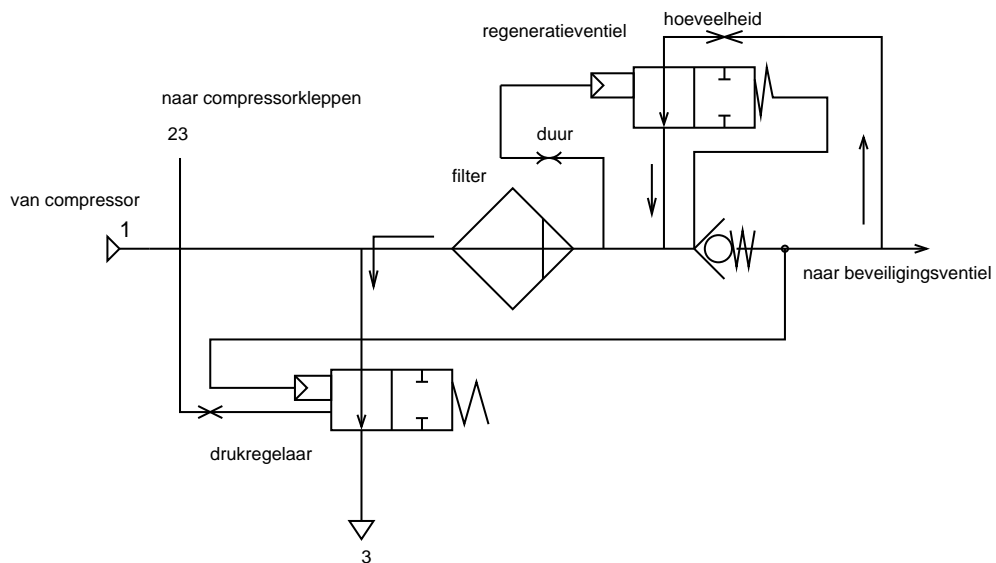 hoeveelheid
regeneratieventiel
naar compressorkleppen
23
duur
filter
van compressor
1
naar beveiligingsventiel
drukregelaar
3